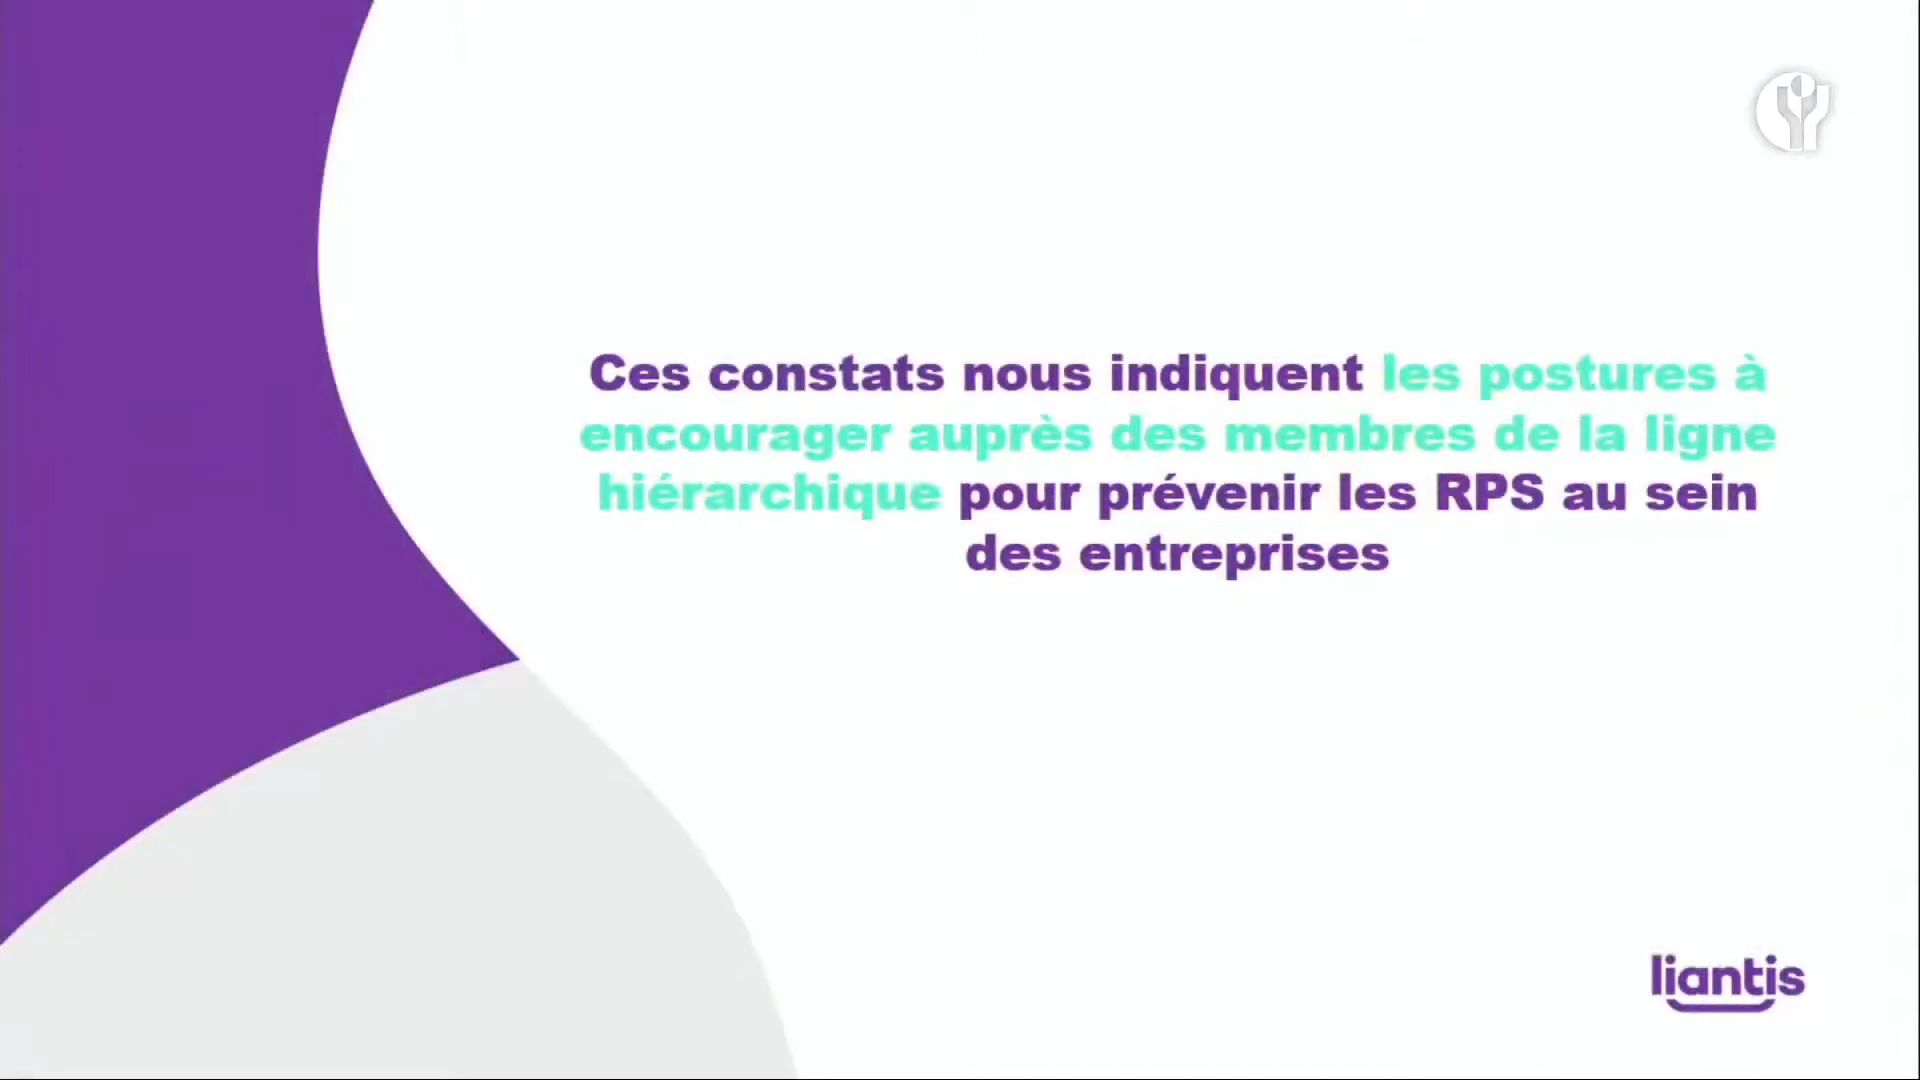 Ces constats nous indiquent les postures à
encourager auprès des membres de la ligne
hiérarchique pour prévenir les RPS au sein
des entreprises
liantis